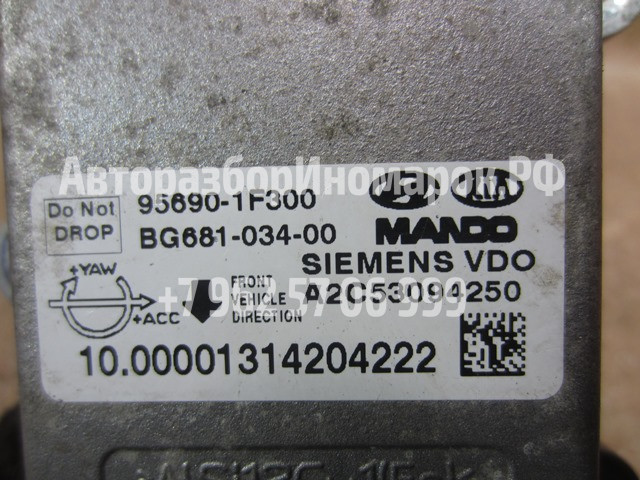 АвторазборИномарок.РФ
Do Not
DROP
95690-1F300
KIA
BG681-034-00
MANDO
SIEMENS VDO
+YAW
+ACC
FRONT
VEHICLE
DIRECTION
A2C53094250
10.00001314204222